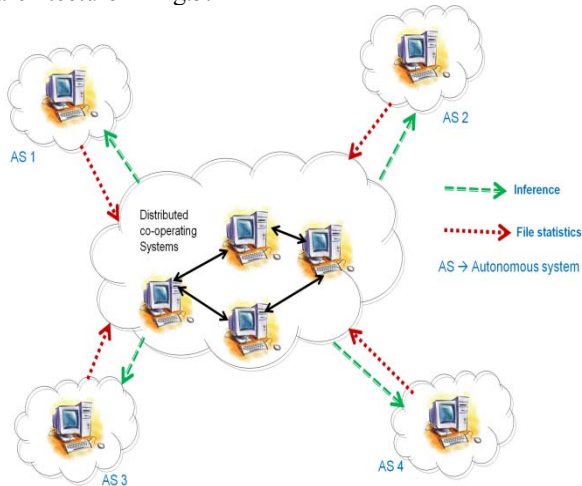 AS 1
AS 2
Distributed
co-operating
Systems
Inference
File statistics
AS → Autonomous system
AS 3
AS 4